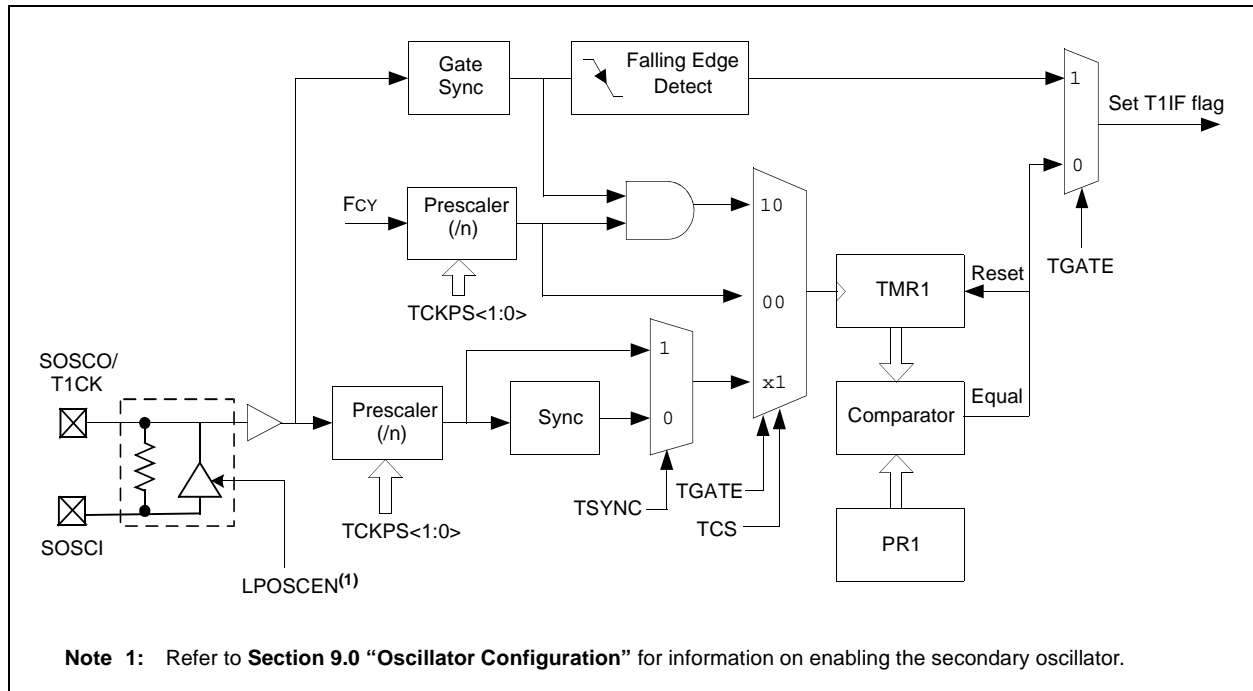 Gate
Sync
Falling Edge
Detect
1
0
Set T1IF flag
TGATE
FCY
Prescaler
(/n)
TCKPS<1:0>
10
00
x1
TMR1
Reset
Comparator
Equal
PR1
SOSCO/
T1CK
SOSCI
LPOSCEN(1)
Prescaler
(/n)
TCKPS<1:0>
Sync
1
0
TSYNC
TGATE
TCS
Note 1: Refer to Section 9.0 “Oscillator Configuration” for information on enabling the secondary oscillator.